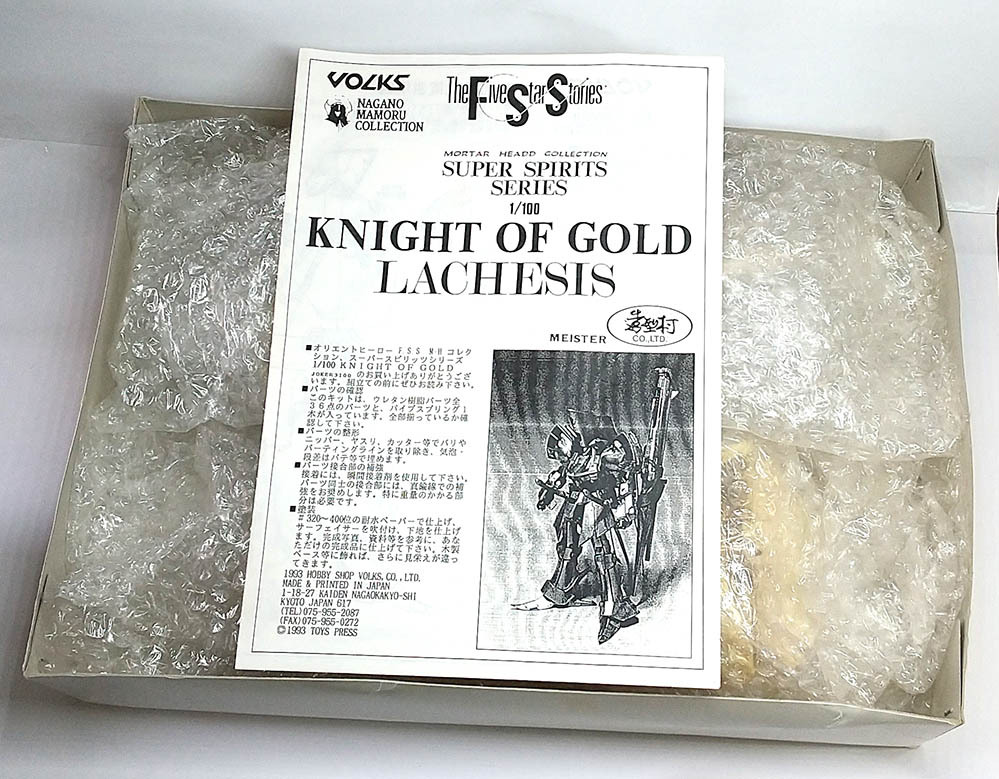 VOLKS
NAGANO
MAMORU
COLLECTION
The Five Star Stories
MORTAR HEADD COLLECTION
SUPER SPIRITS
SERIES
1/100
KNIGHT OF GOLD
LACHESIS
MEISTER
造型村
CO.,LTD.
■オリエントヒーローFSS MHコレク
ション、スーパースピリッツシリーズ
1/100 KNIGHT OF GOLD
JOKER3100 のお買い上げありがとうござ
います。組立ての前にぜひお読み下さい。
■パーツの確認
このキットは、ウレタン樹脂パーツ全
36点のパーツと、パイプスプリング1
本が入っています。全部揃っているか確
認して下さい。
■パーツの整形
ニッパー、ヤスリ、カッター等でバリや
パーティングラインを取り除き、気泡・
段差はパテ等で埋めます。
■パーツ接合部の補強
接着には、瞬間接着剤を使用して下さい。
パーツ同士の接合部には、真鍮線での補
強をお奨めします。特に重量のかかる部
分は必要です。
■塗装
#320〜400位の耐水ペーパーで仕上げ、
サーフェイサーを吹付け、下地を仕上げ
ます。完成写真、資料等を参考に、あな
ただけの完成品に仕上げて下さい。木製
ベース等に飾れば、さらに見栄えが違っ
てきます。
1993 HOBBY SHOP VOLKS,CO.,LTD.
MADE & PRINTED IN JAPAN
1-18-27 KAIDEN NAGAOKAKYO-SHI
KYOTO JAPAN 617
(TEL)075-955-2087
(FAX)075-955-0272
©1993 TOYS PRESS